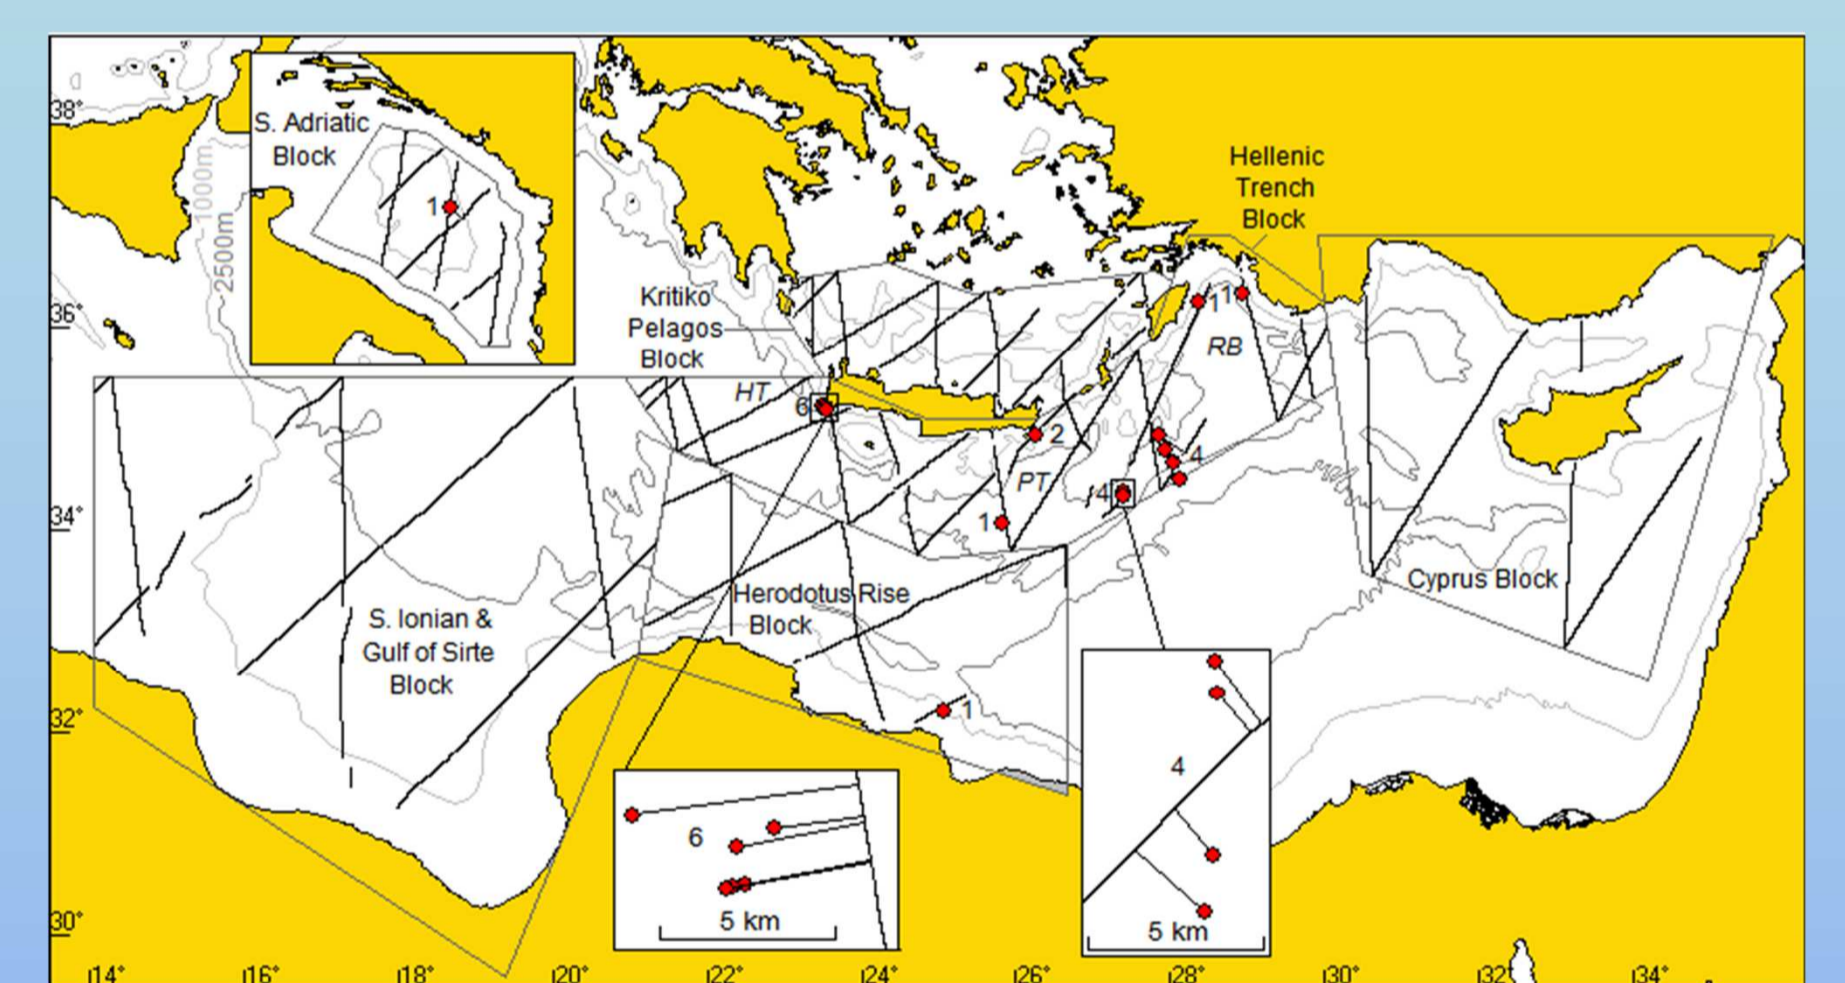 38°
S. Adriatic
Block
1
1000m
2500m
Hellenic
Trench
Block
36°
Kritiko
Pelagos
Block
1
1
RB
HT
6
2
4
PT
4
34°
1
Herodotus Rise
Block
Cyprus Block
S. Ionian &
Gulf of Sirte
Block
32°
1
4
6
5 km
5 km
30°
14° 16° 18° 20° 22° 24° 26° 28° 30° 32° 34°